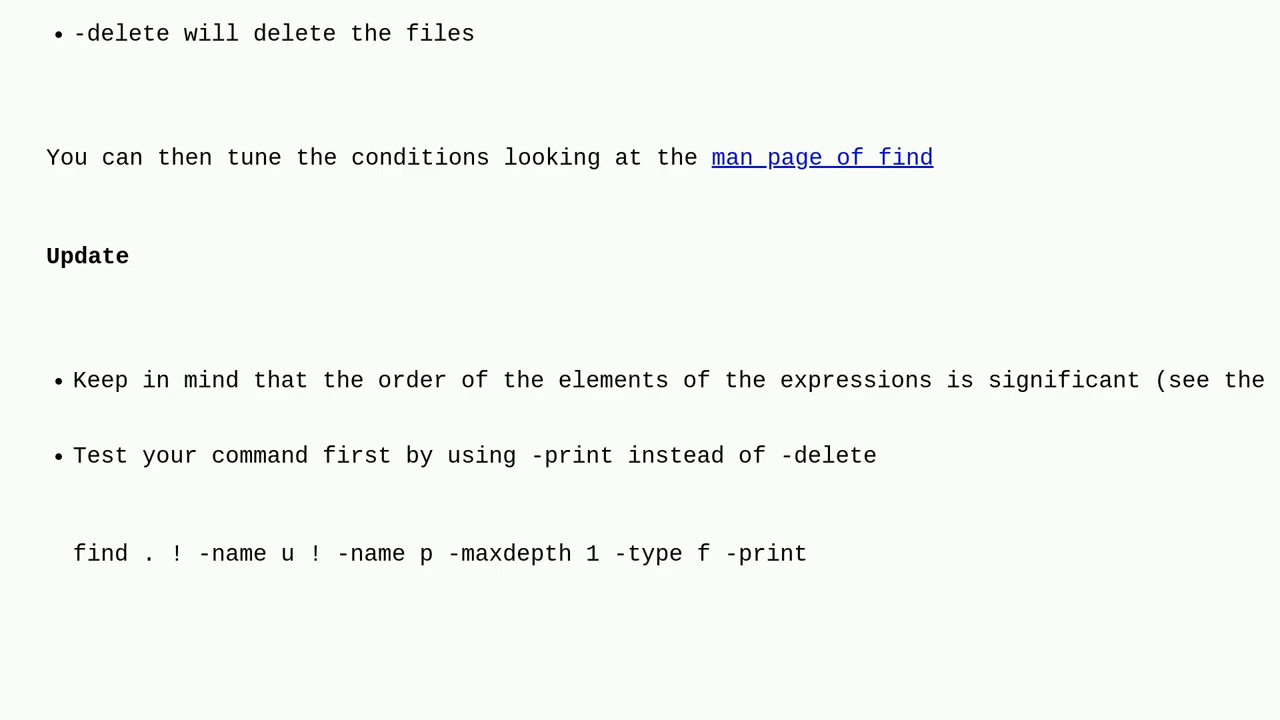 -delete will delete the files
You can then tune the conditions looking at the man page of find
Update
Keep in mind that the order of the elements of the expressions is significant (see the
Test your command first by using -print instead of -delete
find . ! -name u ! -name p -maxdepth 1 -type f -print